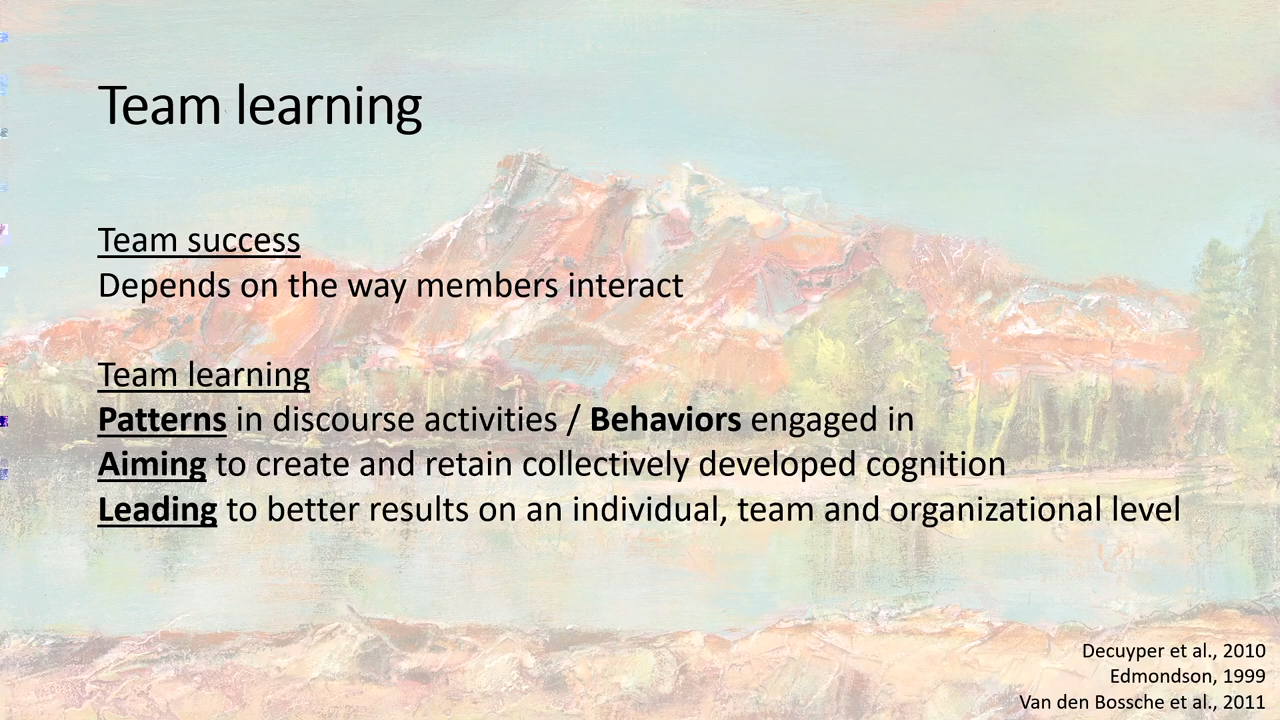 Team learning
Team success
Depends on the way members interact
Team learning
Patterns in discourse activities / Behaviors engaged in
Aiming to create and retain collectively developed cognition
Leading to better results on an individual, team and organizational level
Decuyper et al., 2010
Edmondson, 1999
Van den Bossche et al., 2011